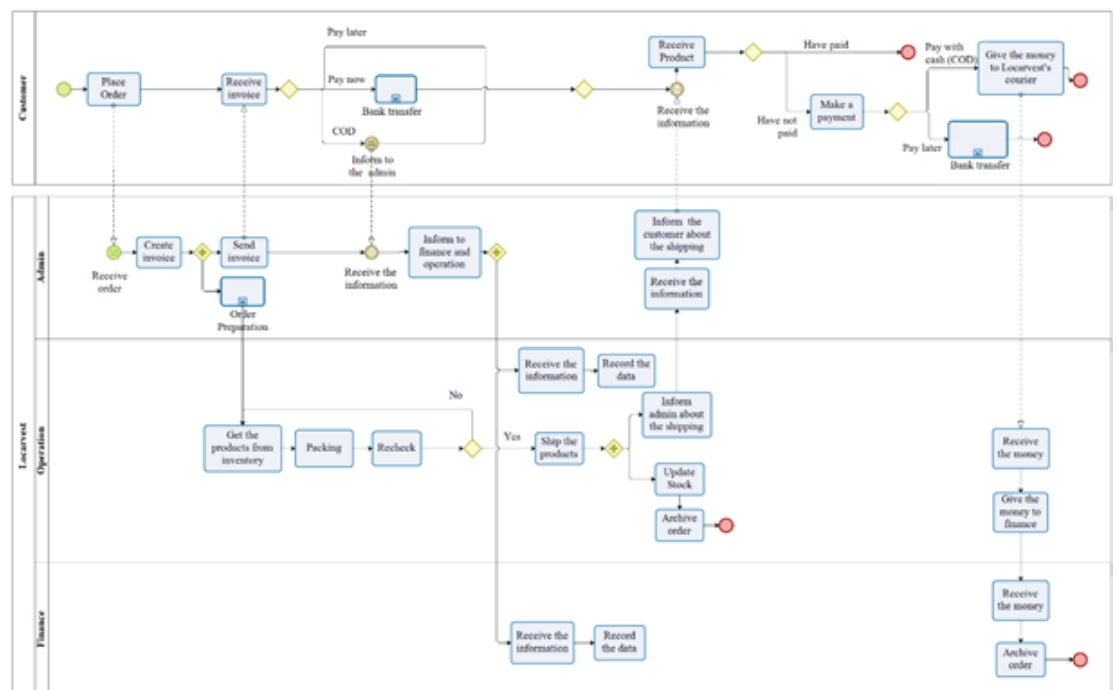 Customer
Place
Order
Receive
invoice
Pay later
Pay now
Bank transfer
COD
Inform to
the admin
Receive
Product
Receive the
information
Have paid
Have not
paid
Make a
payment
Pay with
cash (COD)
Give the money
to Locarvest's
courier
Pay later
Bank transfer
Locarvest
Admin
Receive
order
Create
invoice
Send
invoice
Order
Preparation
Receive the
information
Inform to
finance and
operation
Inform the
customer about
the shipping
Receive the
information
Operation
Receive the
information
Record the
data
No
Get the
products from
inventory
Packing
Recheck
Yes
Ship the
products
Inform
admin about
the shipping
Update
Stock
Archive
order
Receive
the money
Give the
money to
finance
Finance
Receive the
information
Record
the data
Receive
the money
Archive
order